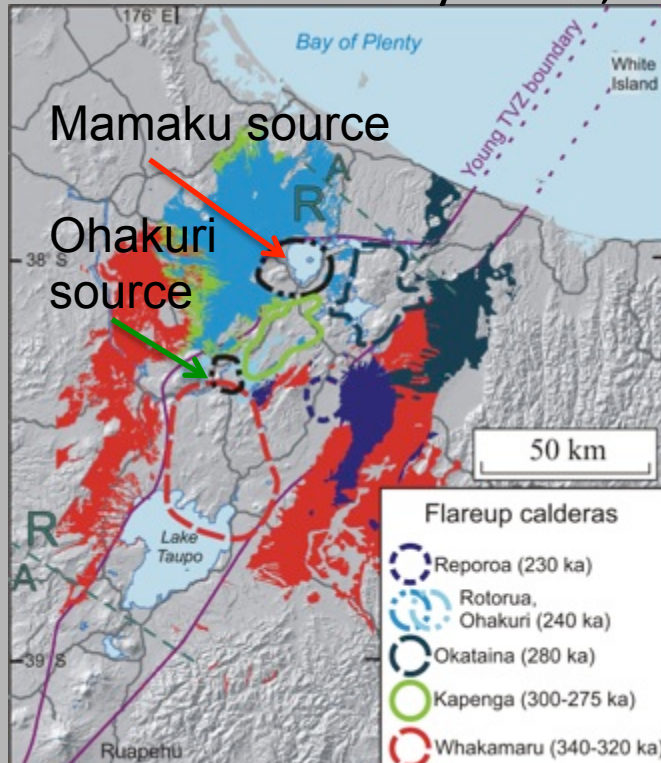 176° E
Bay of Plenty
White
Island
Young TVZ boundary
Mamaku source
A
R
Ohakuri
source
38° S
50 km
R
A
Lake
Taupo
39° S
Ruapehu
Flareup calderas
Reporoa (230 ka)
Rotorua,
Ohakuri (240 ka)
Okataina (280 ka)
Kapenga (300-275 ka)
Whakamaru (340-320 ka)